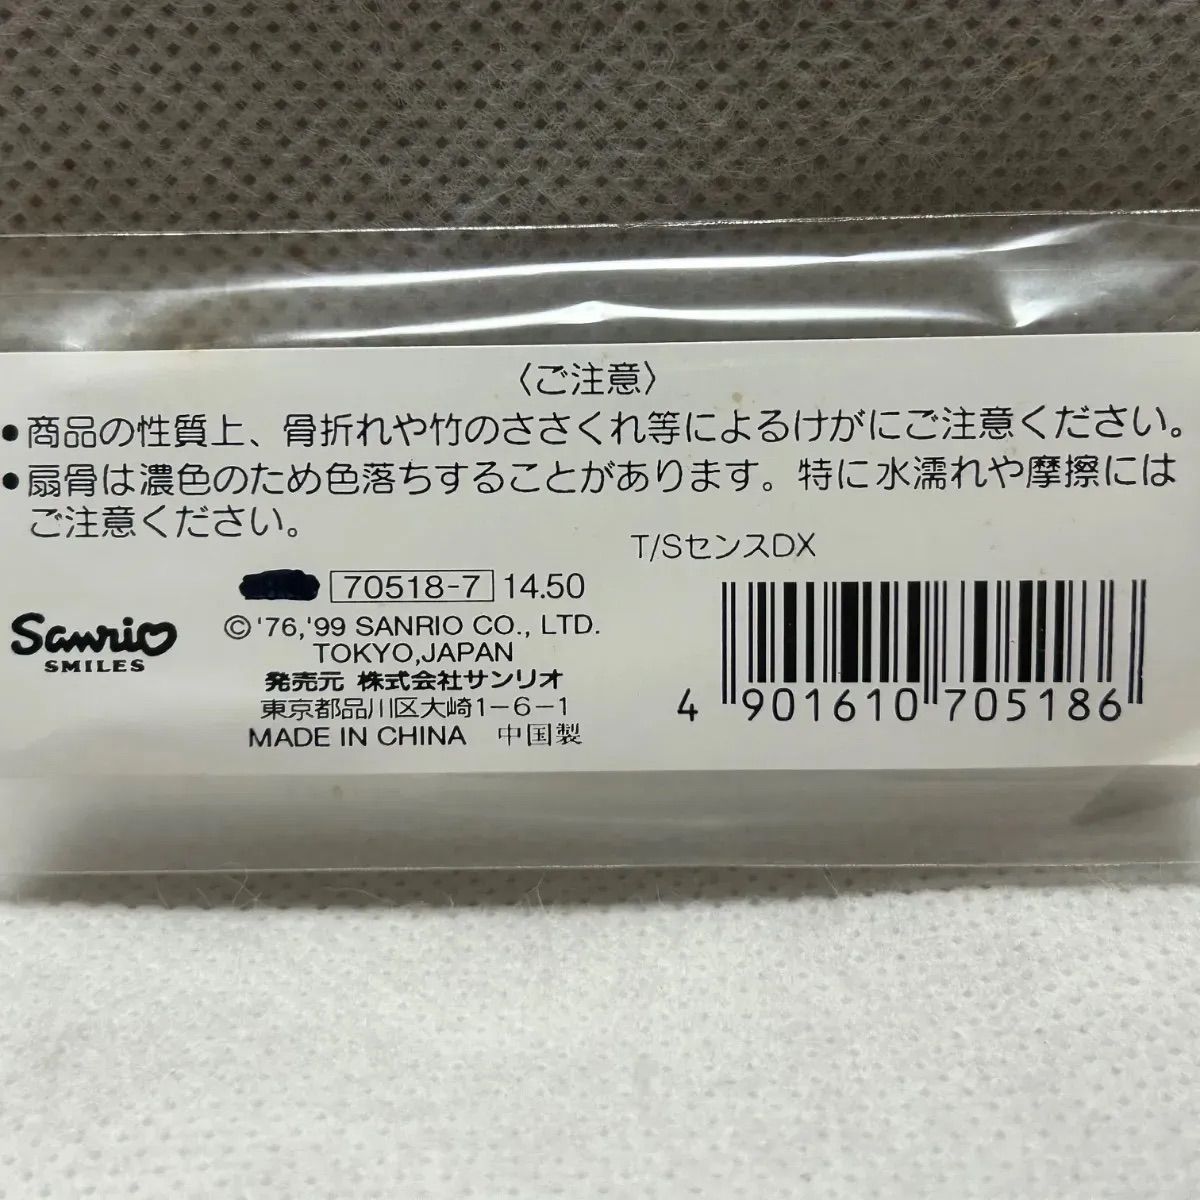 〈ご注意〉
●商品の性質上、骨折れや竹のささくれ等によるけがにご注意ください。
●扇骨は濃色のため色落ちすることがあります。特に水濡れや摩擦には
ご注意ください。
T/SセンスDX
70518-7 14.50
Sanrio
SMILES
© '76,'99 SANRIO CO., LTD.
TOKYO,JAPAN
発売元 株式会社サンリオ
東京都品川区大崎1-6-1
MADE IN CHINA 中国製
4 901610 705186